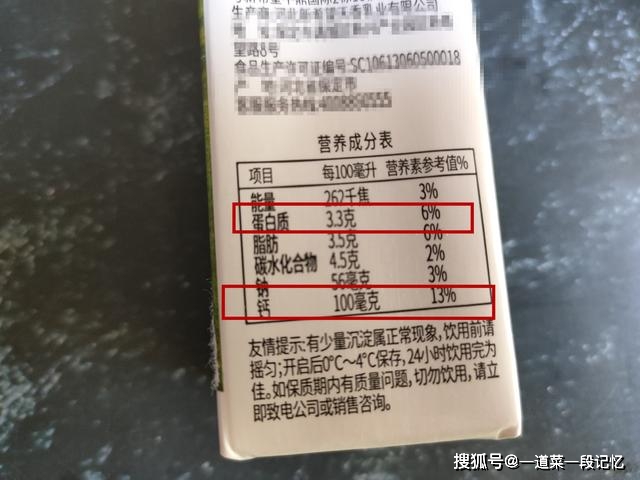 星路8号
食品生产许可证编号:SC10613060500018
营养成分表
项目 每100毫升 营养素参考值%
能量 262千焦 3%
蛋白质 3.3克 6%
脂肪 3.5克 6%
碳水化合物 4.5克 2%
钠 56毫克 3%
钙 100毫克 13%
友情提示:有少量沉淀属正常现象,饮用前请
摇匀;开启后0°C~4°C保存,24小时饮用完为
佳。如保质期内有质量问题,切勿饮用,请立
即致电公司或销售咨询。
搜狐号@一道菜一段记忆